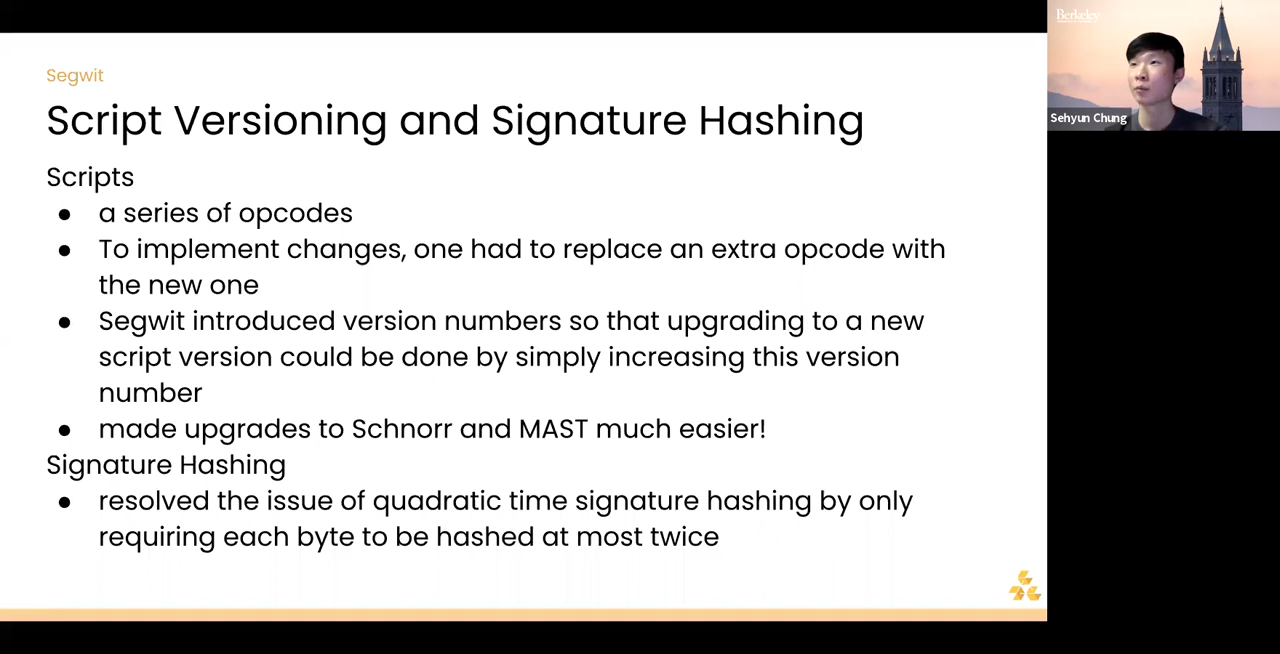 Segwit
Script Versioning and Signature Hashing
Scripts
● a series of opcodes
● To implement changes, one had to replace an extra opcode with
the new one
● Segwit introduced version numbers so that upgrading to a new
script version could be done by simply increasing this version
number
● made upgrades to Schnorr and MAST much easier!
Signature Hashing
● resolved the issue of quadratic time signature hashing by only
requiring each byte to be hashed at most twice
Berkeley
Sehyun Chung